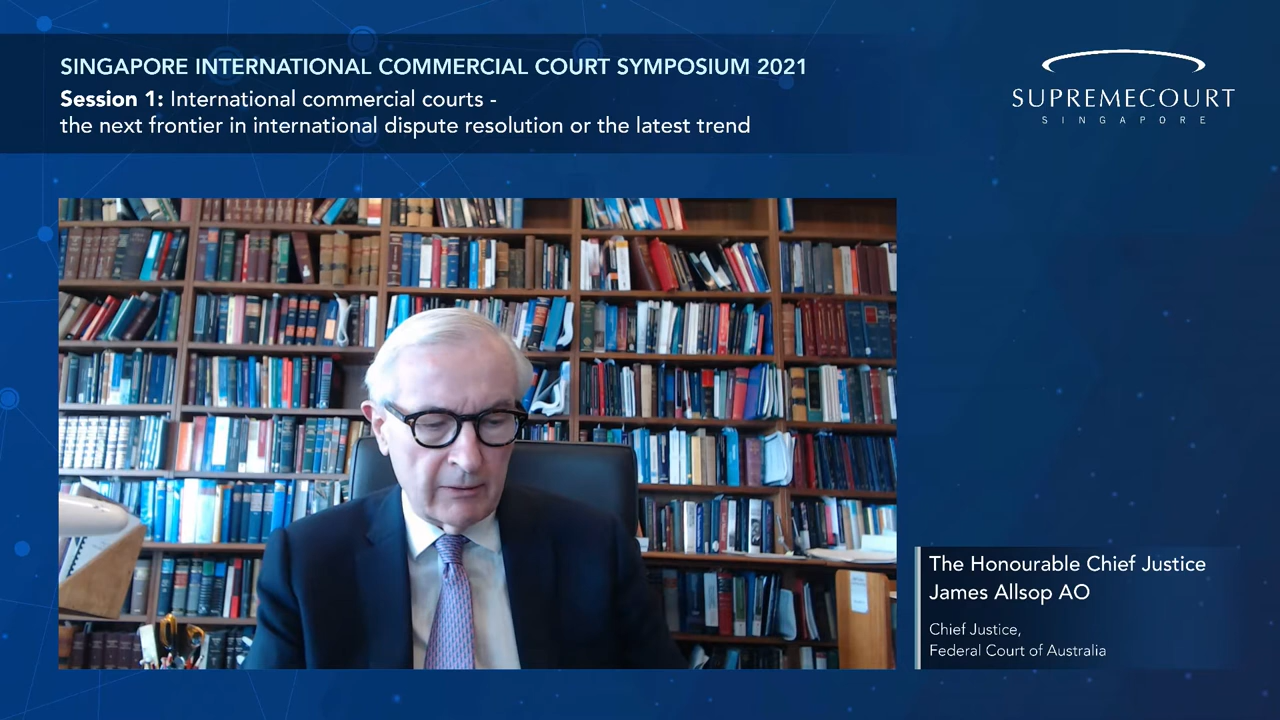 SINGAPORE INTERNATIONAL COMMERCIAL COURT SYMPOSIUM 2021
Session 1: International commercial courts -
the next frontier in international dispute resolution or the latest trend
SUPREMECOURT
SINGAPORE
The Honourable Chief Justice
James Allsop AO
Chief Justice,
Federal Court of Australia